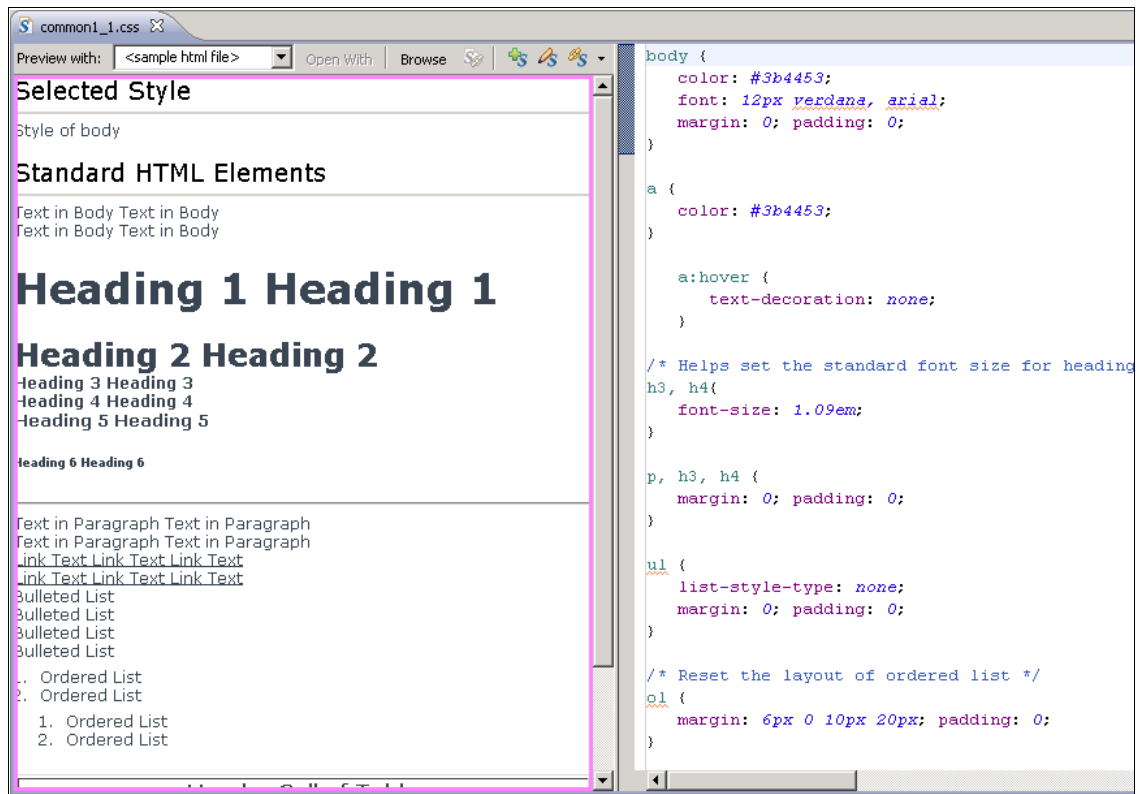 common1_1.css
Preview with: <sample html file> Open With Browse
Selected Style
Style of body
Standard HTML Elements
Text in Body Text in Body
Text in Body Text in Body
Heading 1 Heading 1
Heading 2 Heading 2
Heading 3 Heading 3
Heading 4 Heading 4
Heading 5 Heading 5
Heading 6 Heading 6
Text in Paragraph Text in Paragraph
Text in Paragraph Text in Paragraph
Link Text Link Text Link Text
Link Text Link Text Link Text
Bulleted List
Bulleted List
Bulleted List
Bulleted List
1. Ordered List
2. Ordered List
1. Ordered List
2. Ordered List
body {
color: #3b4453;
font: 12px verdana, arial;
margin: 0; padding: 0;
}
a {
color: #3b4453;
}
a:hover {
text-decoration: none;
}
/* Helps set the standard font size for heading
h3, h4{
font-size: 1.09em;
}
p, h3, h4 {
margin: 0; padding: 0;
}
ul {
list-style-type: none;
margin: 0; padding: 0;
}
/* Reset the layout of ordered list */
ol {
margin: 6px 0 10px 20px; padding: 0;
}